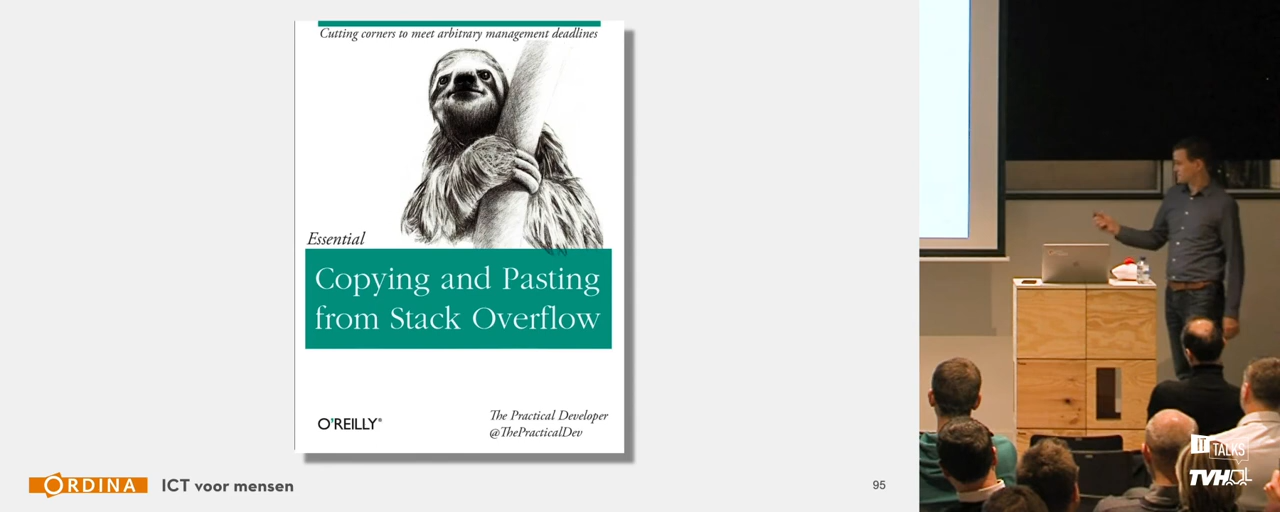 Cutting corners to meet arbitrary management deadlines
Essential
Copying and Pasting
from Stack Overflow
O'REILLY®
The Practical Developer
@ThePracticalDev
ORDINA
ICT voor mensen
95
IT TALKS
TVH